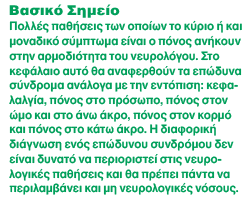 Βασικό Σημείο
Πολλές παθήσεις των οποίων το κύριο ή και
μοναδικό σύμπτωμα είναι ο πόνος ανήκουν
στην αρμοδιότητα του νευρολόγου. Στο
κεφάλαιο αυτό θα αναφερθούν τα επώδυνα
σύνδρομα ανάλογα με την εντόπιση: κεφα-
λαλγία, πόνος στο πρόσωπο, πόνος στον
ώμο και στο άνω άκρο, πόνος στον κορμό
και πόνος στο κάτω άκρο. Η διαφορική
διάγνωση ενός επώδυνου συνδρόμου δεν
είναι δυνατό να περιοριστεί στις νευρο-
λογικές παθήσεις και θα πρέπει πάντα να
περιλαμβάνει και μη νευρολογικές νόσους.